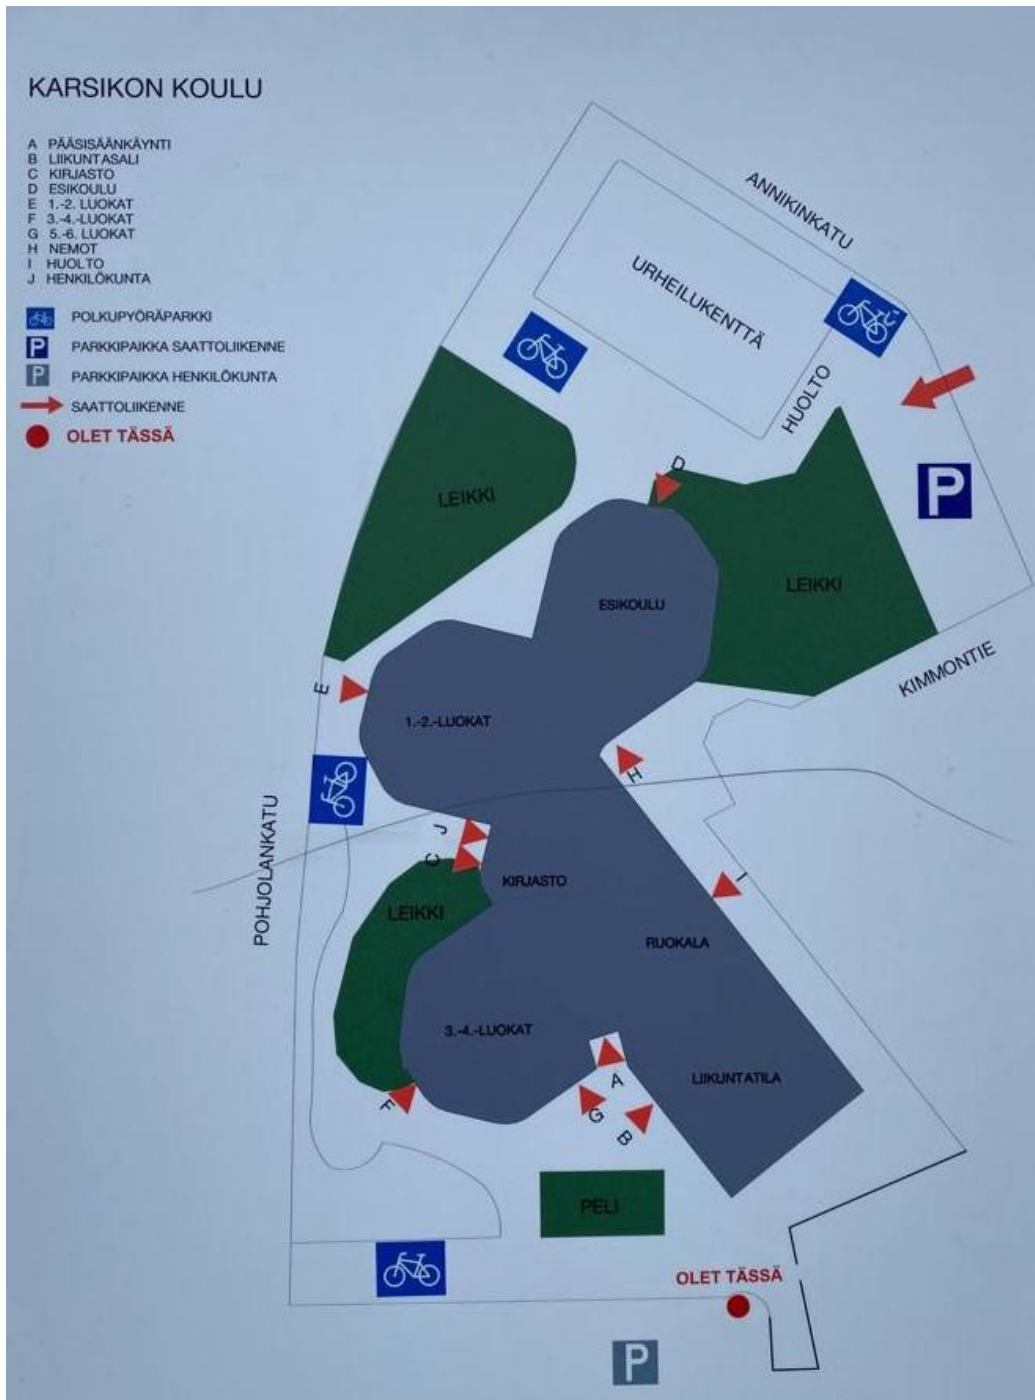 KARSIKON KOULU
A PÄÄSISÄÄNKÄYNTI
B LIIKUNTASALI
C KIRJASTO
D ESIKOULU
E 1.-2. LUOKAT
F 3.-4.-LUOKAT
G 5.-6. LUOKAT
H NEMOT
I HUOLTO
J HENKILÖKUNTA
POLKUPYÖRÄPARKKI
P PARKKIPAIKKA SAATTOLIIKENNE
P PARKKIPAIKKA HENKILÖKUNTA
SAATTOLIIKENNE
OLET TÄSSÄ
ANNIKINKATU
URHEILUKENTTÄ
HUOLTO
D
P
LEIKKI
LEIKKI
ESIKOULU
KIMMONTIE
E
1.-2.-LUOKAT
H
POHJOLANKATU
J
C
KIRJASTO
I
LEIKKI
RUOKALA
3.-4.-LUOKAT
LIIKUNTATILA
A
F
G
B
PELI
OLET TÄSSÄ
P